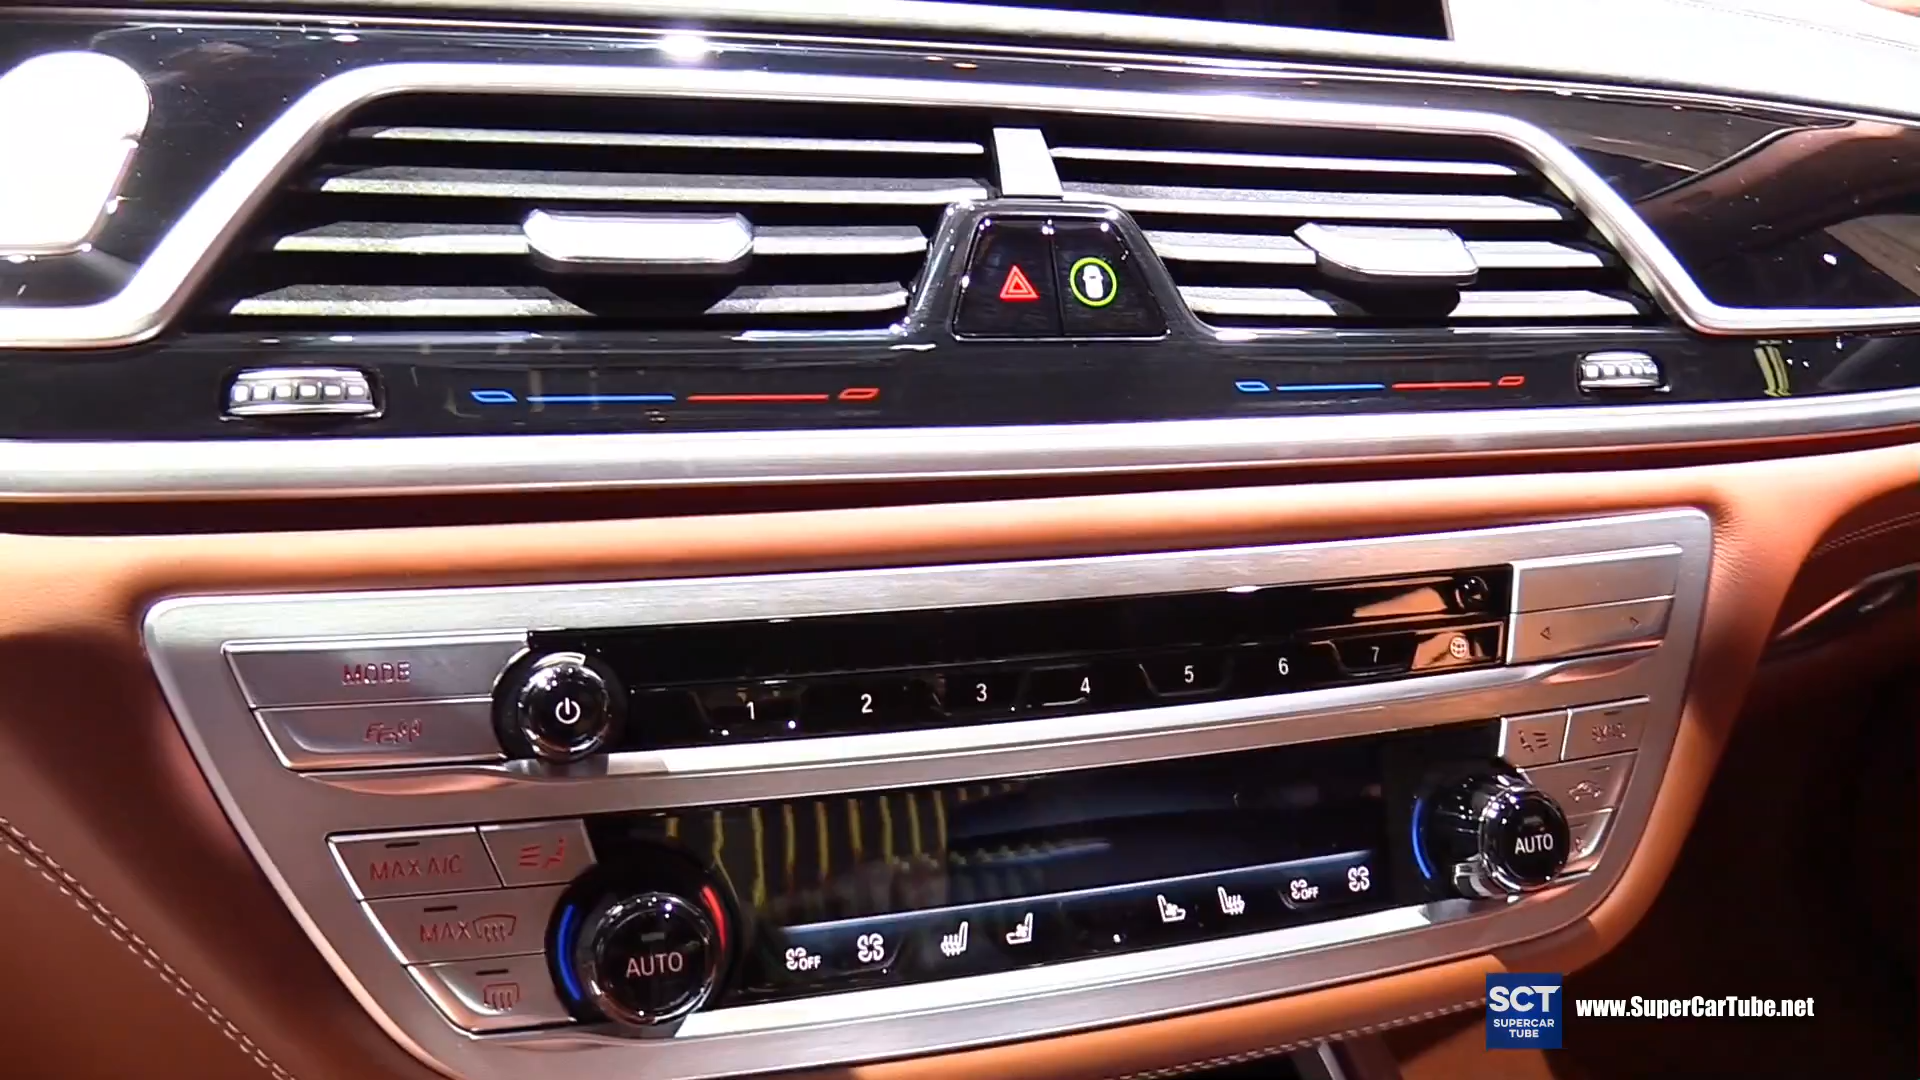 MODE
1 2 3 4 5 6 7
MAX A/C
MAX
AUTO
OFF
OFF
AUTO
SCT
SUPERCAR
TUBE
www.SuperCarTube.net